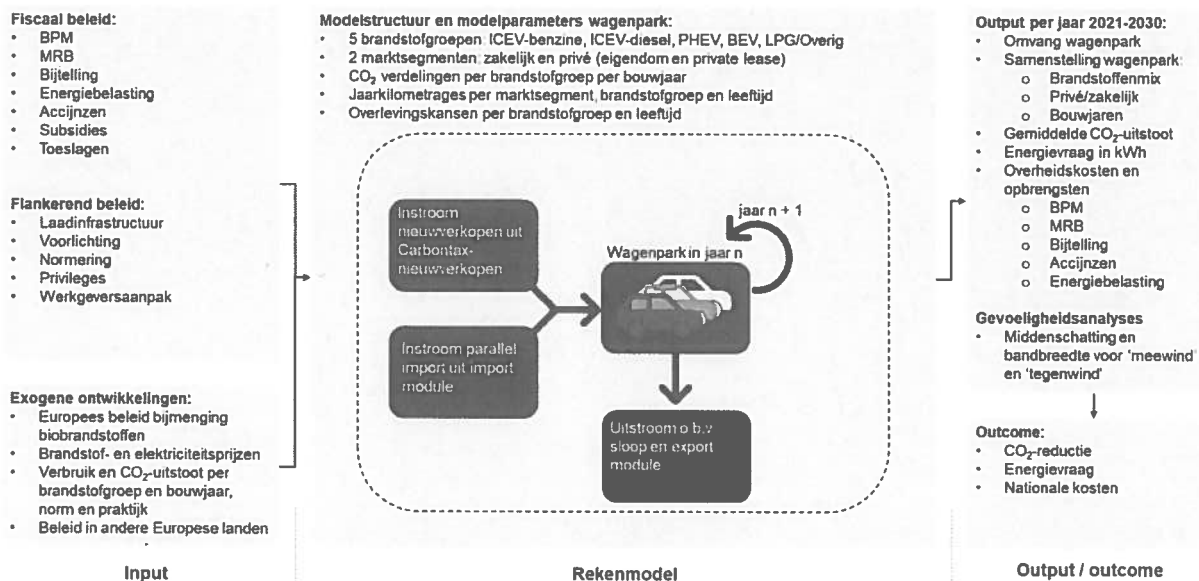 Fiscaal beleid:
• BPM
• MRB
• Bijtelling
• Energiebelasting
• Accijnzen
• Subsidies
• Toeslagen
Flankerend beleid:
• Laadinfrastructuur
• Voorlichting
• Normering
• Privileges
• Werkgeversaanpak
Exogene ontwikkelingen:
• Europees beleid bijmenging
biobrandstoffen
• Brandstof- en elektriciteitsprijzen
• Verbruik en CO₂-uitstoot per
brandstofgroep en bouwjaar,
norm en praktijk
• Beleid in andere Europese landen
Input
Modelstructuur en modelparameters wagenpark:
• 5 brandstofgroepen: ICEV-benzine, ICEV-diesel, PHEV, BEV, LPG/Overig
• 2 marktsegmenten: zakelijk en privé (eigendom en private lease)
• CO₂ verdelingen per brandstofgroep per bouwjaar
• Jaarkilometrages per marktsegment, brandstofgroep en leeftijd
• Overlevingskansen per brandstofgroep en leeftijd
Instroom
nieuwverkopen uit
Carbontax-
nieuwverkopen
Instroom parallel
import uit import
module
jaar n + 1
Wagenpark in jaar n
Uitstroom o.b.v.
sloop en export
module
Rekenmodel
Output per jaar 2021-2030:
• Omvang wagenpark
• Samenstelling wagenpark:
o Brandstoffenmix
o Privé/zakelijk
o Bouwjaren
• Gemiddelde CO₂-uitstoot
• Energievraag in kWh
• Overheidskosten en
opbrengsten
o BPM
o MRB
o Bijtelling
o Accijnzen
o Energiebelasting
Gevoeligheidsanalyses
• Middenschatting en
bandbreedte voor 'meewind'
en 'tegenwind'
Outcome:
• CO₂-reductie
• Energievraag
• Nationale kosten
Output / outcome